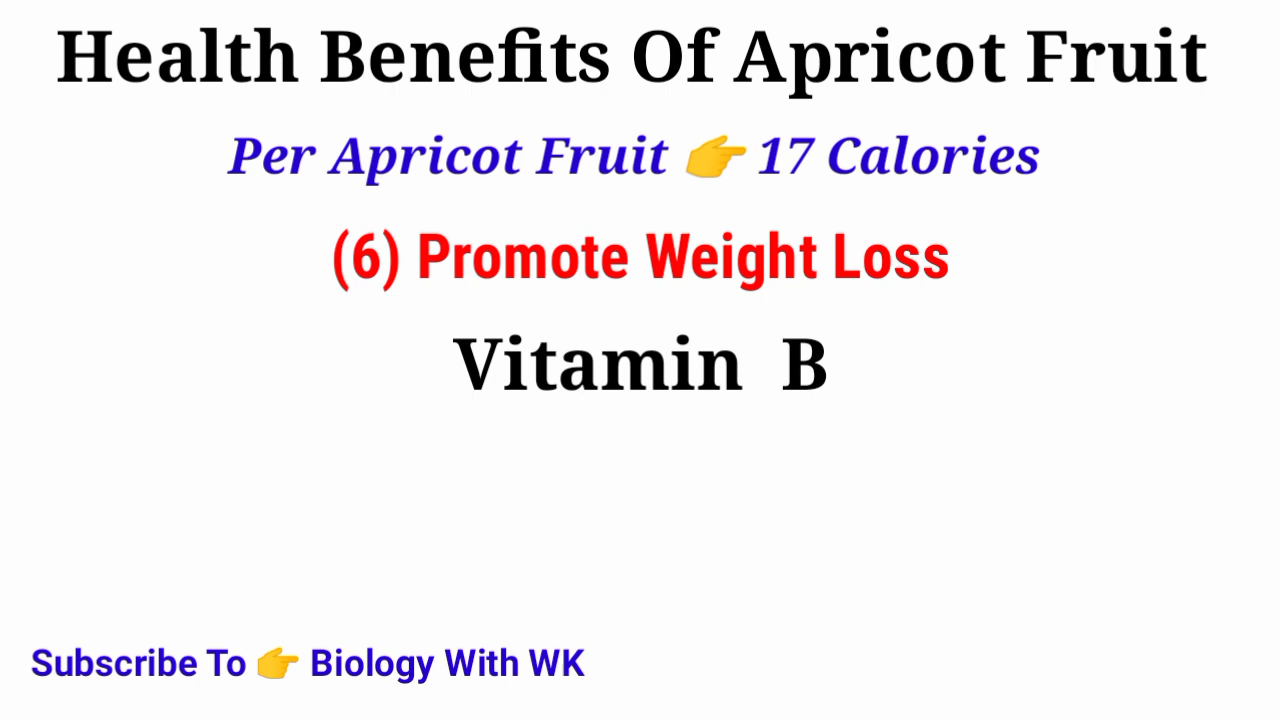 Health Benefits Of Apricot Fruit
Per Apricot Fruit 👉 17 Calories
(6) Promote Weight Loss
Vitamin B
Subscribe To 👉 Biology With WK